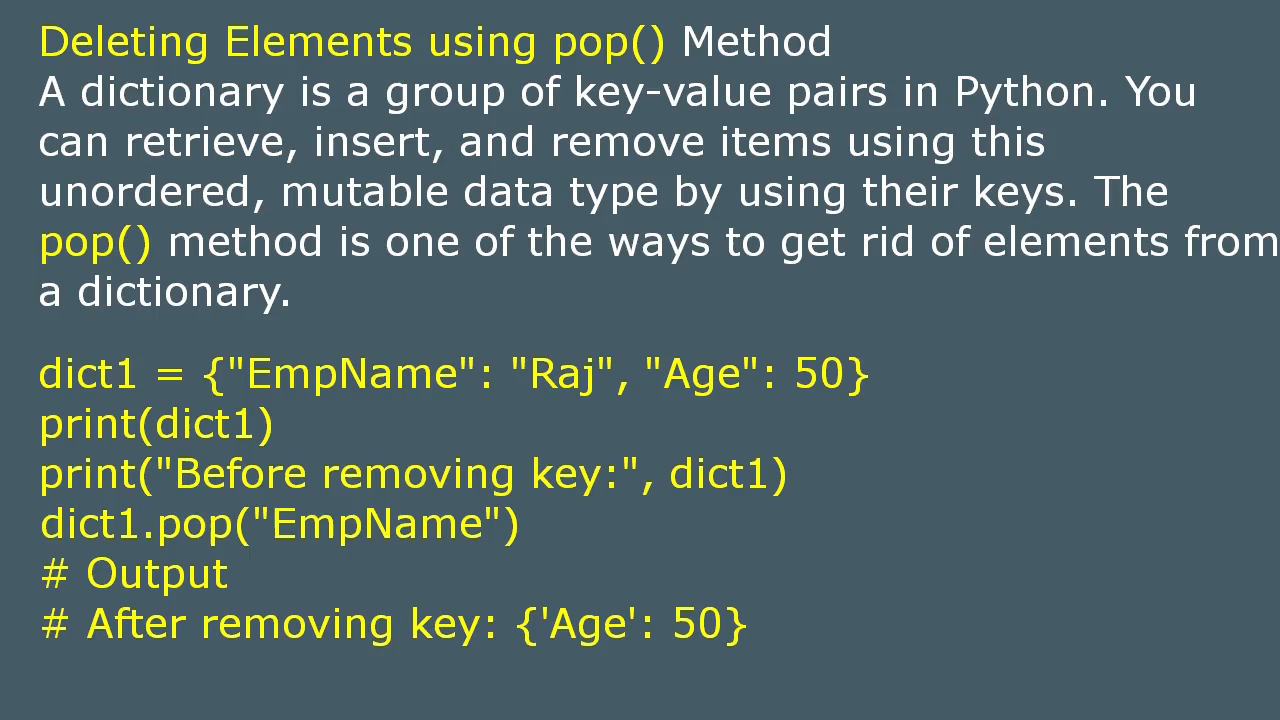 Deleting Elements using pop() Method
A dictionary is a group of key-value pairs in Python. You
can retrieve, insert, and remove items using this
unordered, mutable data type by using their keys. The
pop() method is one of the ways to get rid of elements from
a dictionary.
dict1 = {"EmpName": "Raj", "Age": 50}
print(dict1)
print("Before removing key:", dict1)
dict1.pop("EmpName")
# Output
# After removing key: {'Age': 50}